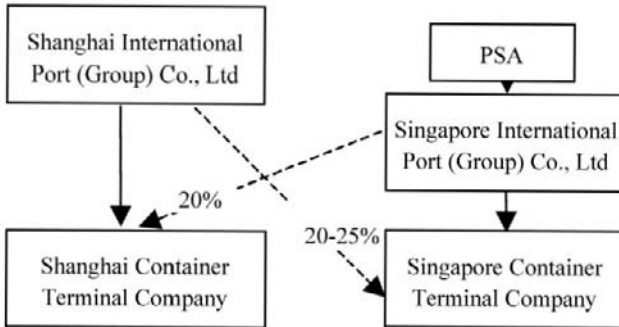 Shanghai International
Port (Group) Co., Ltd
PSA
Singapore International
Port (Group) Co., Ltd
20%
20-25%
Shanghai Container
Terminal Company
Singapore Container
Terminal Company